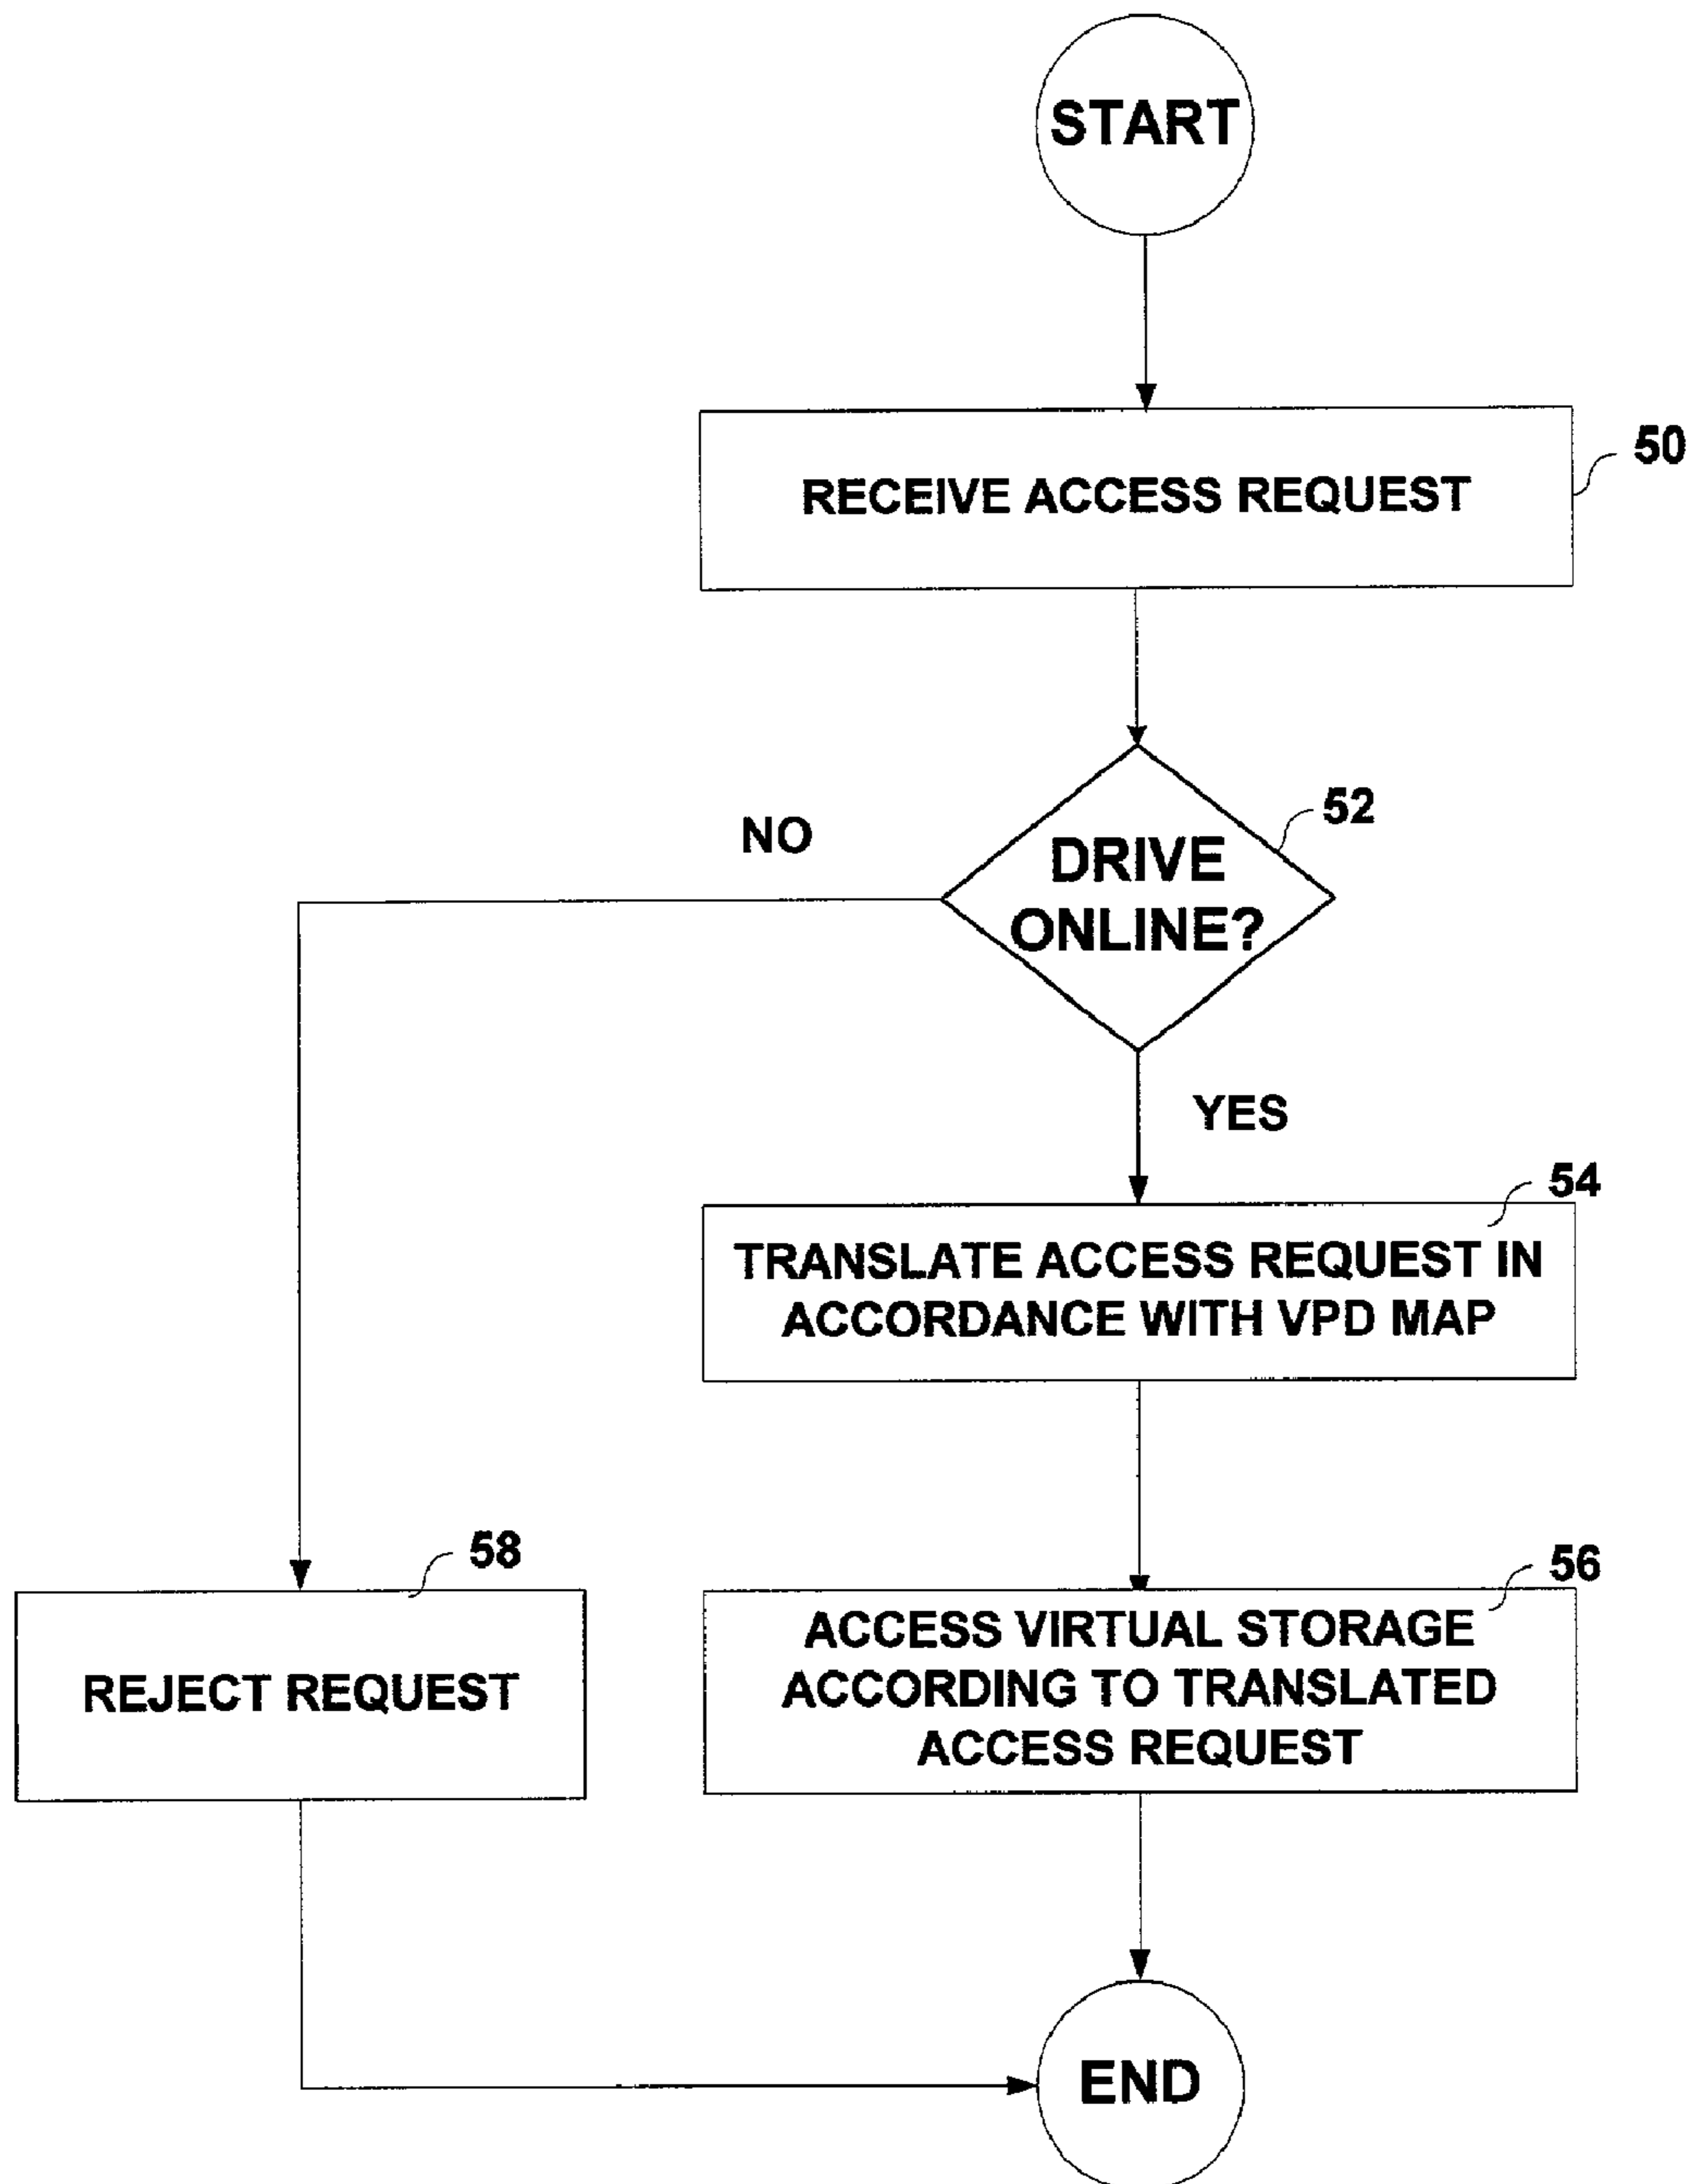 START
50
RECEIVE ACCESS REQUEST
52
NO
DRIVE
ONLINE?
YES
54
TRANSLATE ACCESS REQUEST IN
ACCORDANCE WITH VPD MAP
58
REJECT REQUEST
56
ACCESS VIRTUAL STORAGE
ACCORDING TO TRANSLATED
ACCESS REQUEST
END